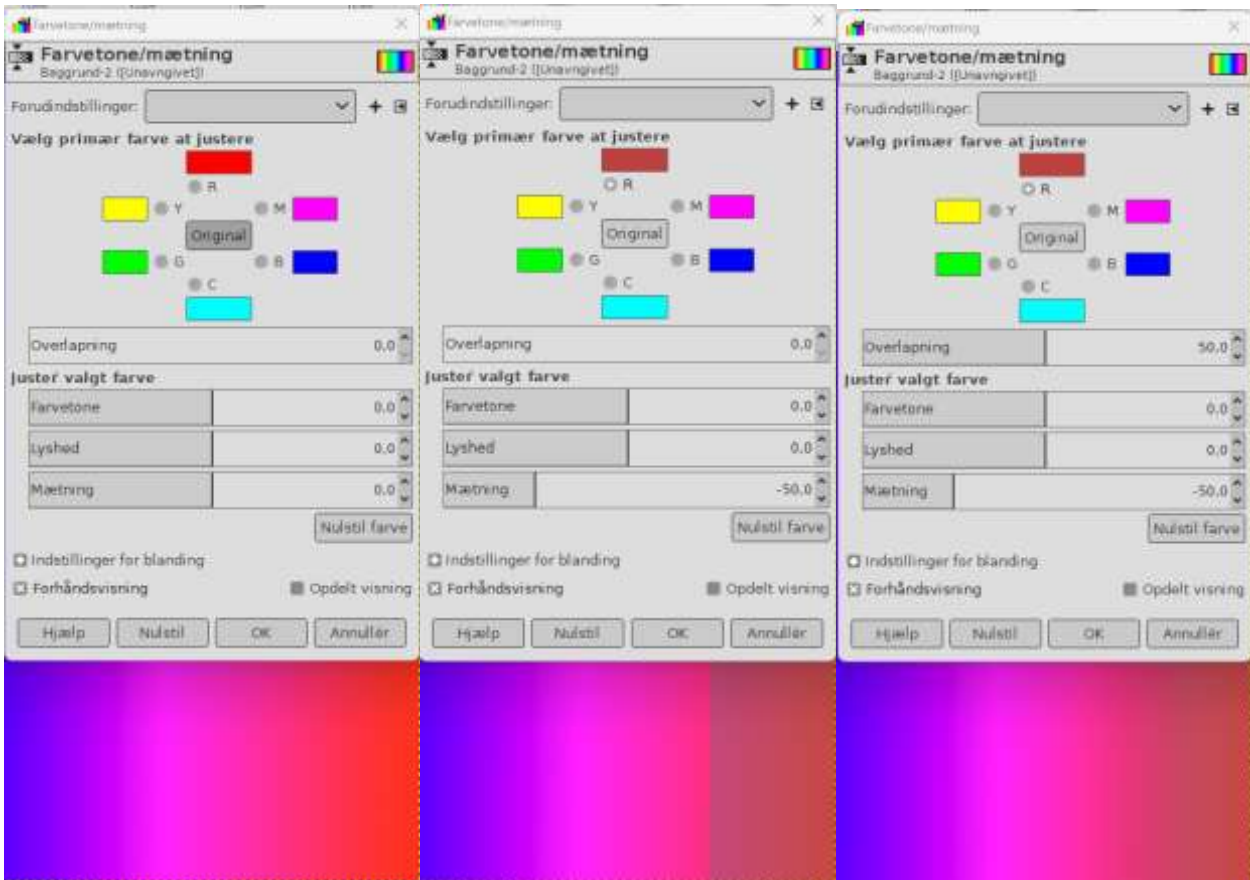 Farvetone/mætning
Farvetone/mætning
Baggrund-2 ([Unavngivet])
Forudindstillinger:
Vælg primær farve at justere
R
Y
M
Original
G
B
C
Overlapning 0,0
Juster valgt farve
Farvetone 0,0
Lyshed 0,0
Mætning 0,0
Nulstil farve
Indstillinger for blanding
Forhåndsvisning
Opdelt visning
Hjælp
Nulstil
OK
Annullér
Farvetone/mætning
Farvetone/mætning
Baggrund-2 ([Unavngivet])
Forudindstillinger:
Vælg primær farve at justere
R
Y
M
Original
G
B
C
Overlapning 0,0
Juster valgt farve
Farvetone 0,0
Lyshed 0,0
Mætning -50,0
Nulstil farve
Indstillinger for blanding
Forhåndsvisning
Opdelt visning
Hjælp
Nulstil
OK
Annullér
Farvetone/mætning
Farvetone/mætning
Baggrund-2 ([Unavngivet])
Forudindstillinger:
Vælg primær farve at justere
R
Y
M
Original
G
B
C
Overlapning 50,0
Juster valgt farve
Farvetone 0,0
Lyshed 0,0
Mætning -50,0
Nulstil farve
Indstillinger for blanding
Forhåndsvisning
Opdelt visning
Hjælp
Nulstil
OK
Annullér